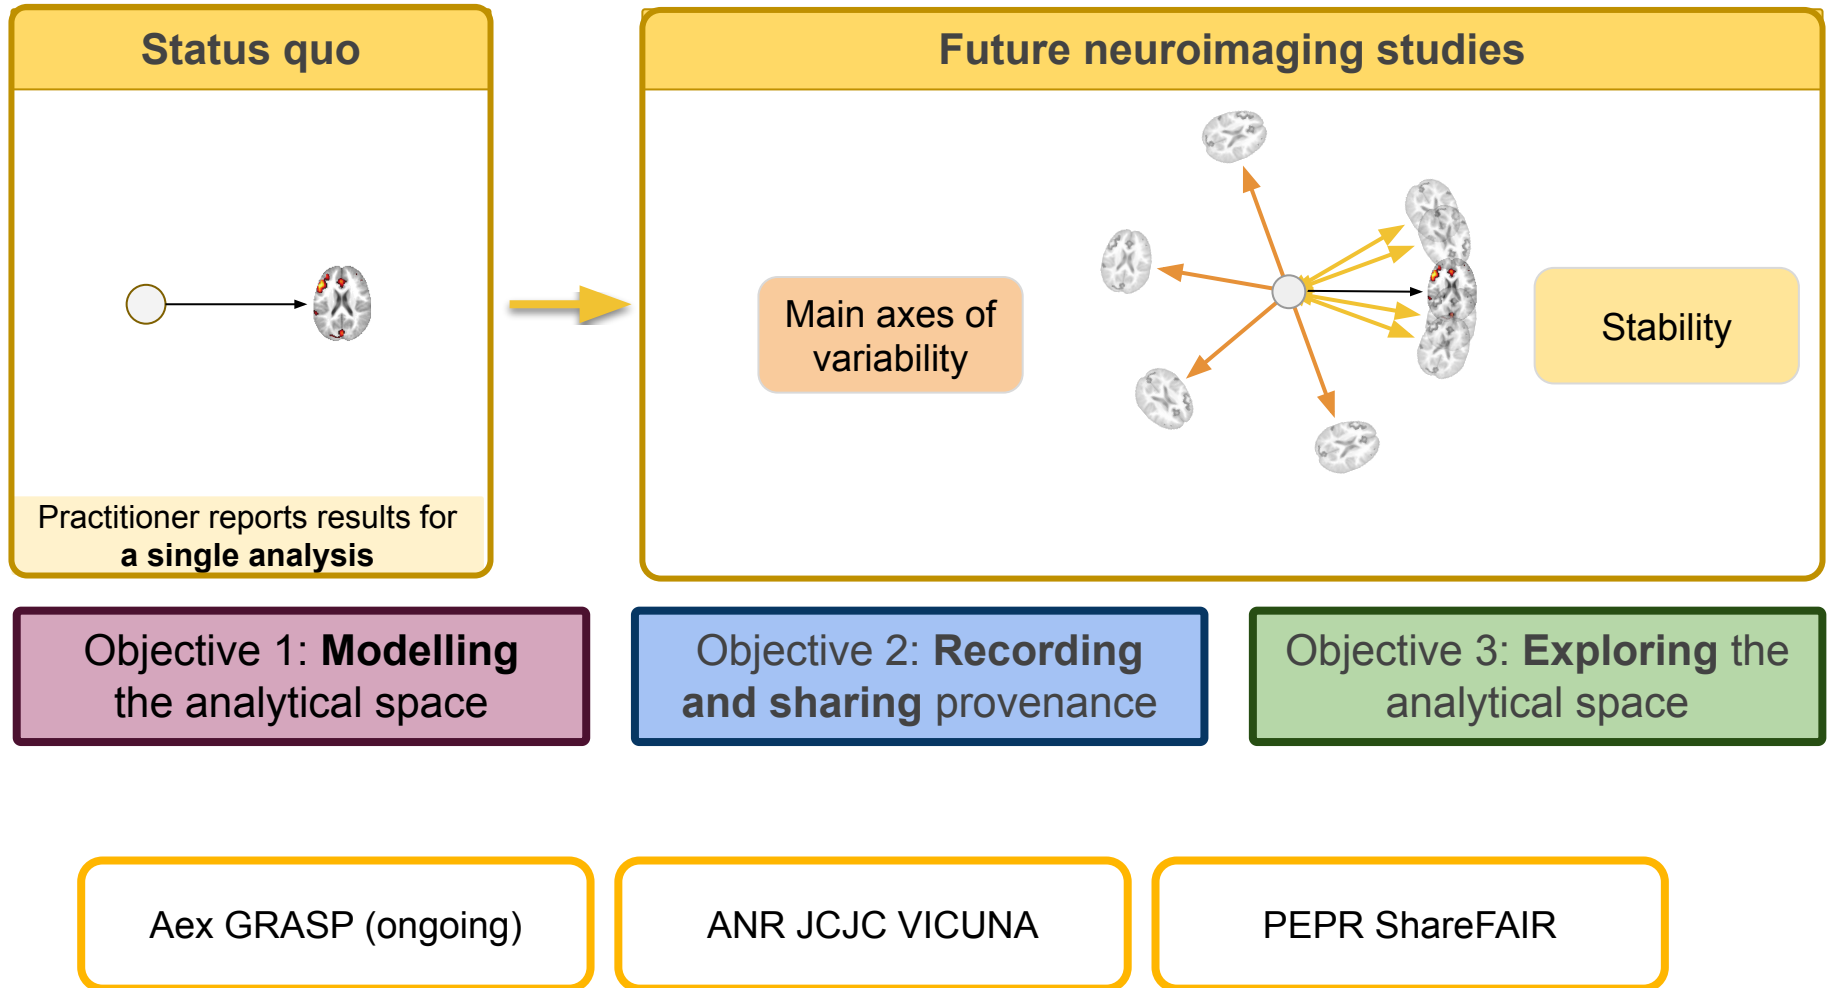 Status quo
Future neuroimaging studies
Main axes of
variability
Stability
Practitioner reports results for
a single analysis
Objective 1: Modelling
the analytical space
Objective 2: Recording
and sharing provenance
Objective 3: Exploring the
analytical space
Aex GRASP (ongoing)
ANR JCJC VICUNA
PEPR ShareFAIR